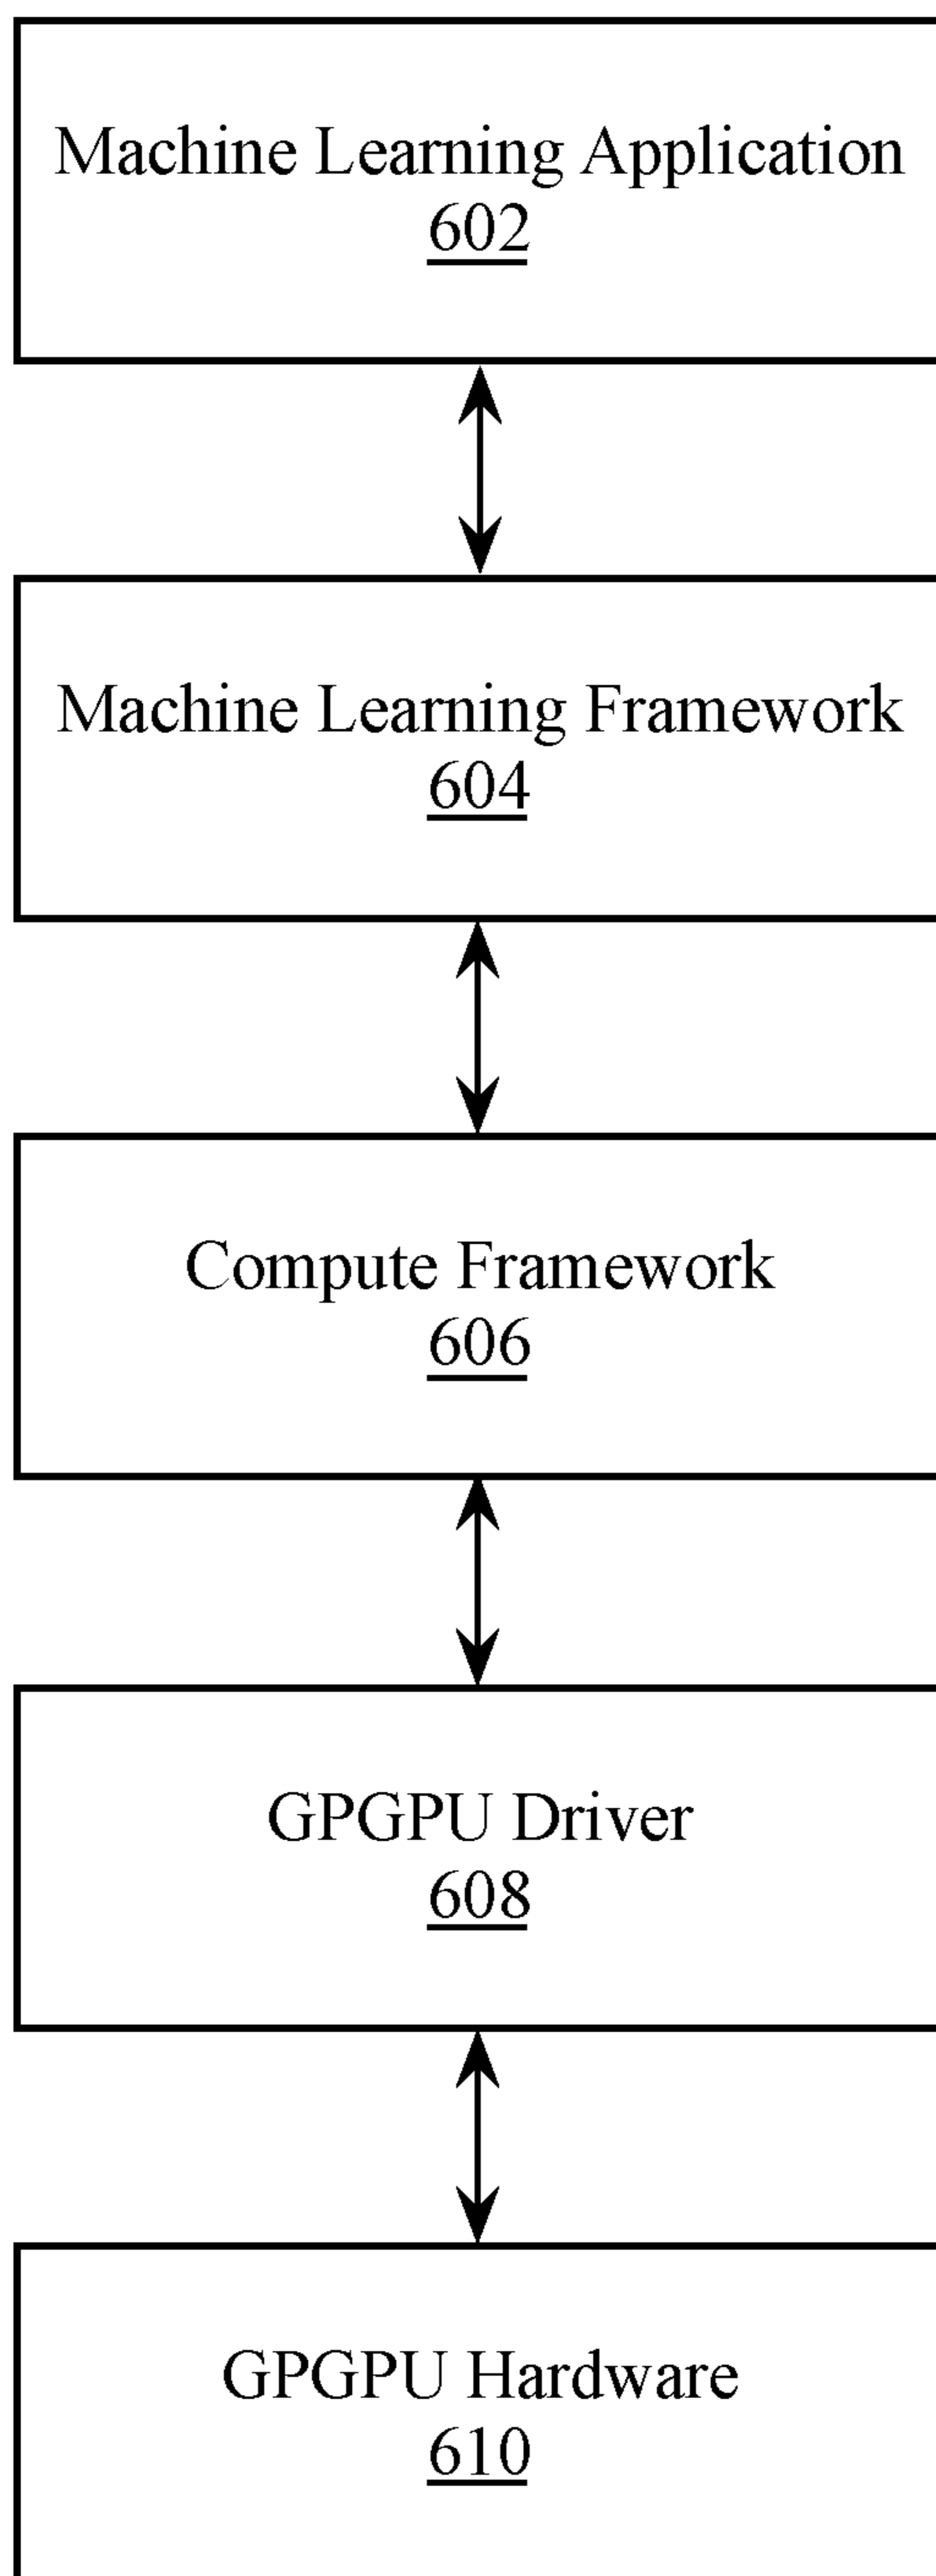 Machine Learning Application
602
Machine Learning Framework
604
Compute Framework
606
GPGPU Driver
608
GPGPU Hardware
610